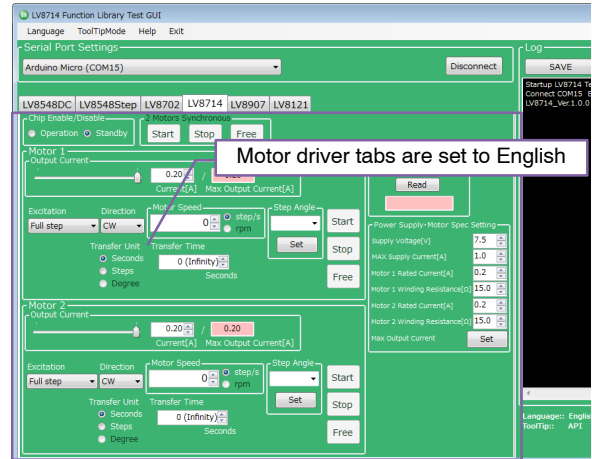 LV8714 Function Library Test GUI
Language ToolTipMode Help Exit
Serial Port Settings
Arduino Micro (COM15)
Disconnect
Log
SAVE
Startup LV8714 Te
Connect COM15
LV8714_Ver.1.0.0
LV8548DC LV8548Step LV8702 LV8714 LV8907 LV8121
Chip Enable/Disable
Operation Standby
2 Motors Synchronous
Start Stop Free
Motor driver tabs are set to English
Motor 1
Output Current
0.20 /
Current[A] Max Output Current[A]
Read
Excitation Direction Motor Speed Step Angle
Full step CW 0 step/s rpm
Start
Transfer Unit Transfer Time Set
Stop
Seconds 0 (Infinity)
Steps Seconds
Degree
Free
Power Supply-Motor Spec Setting
Supply Voltage[V] 7.5
MAX Supply Current[A] 1.0
Motor 1 Rated Current[A] 0.2
Motor 1 Winding Resistance[Ω] 15.0
Motor 2 Rated Current[A] 0.2
Motor 2 Winding Resistance[Ω] 15.0
Max Output Current Set
Motor 2
Output Current
0.20 / 0.20
Current[A] Max Output Current[A]
Excitation Direction Motor Speed Step Angle
Full step CW 0 step/s rpm
Start
Transfer Unit Transfer Time Set
Stop
Seconds 0 (Infinity)
Steps Seconds
Degree
Free
Language:: English
ToolTip:: API